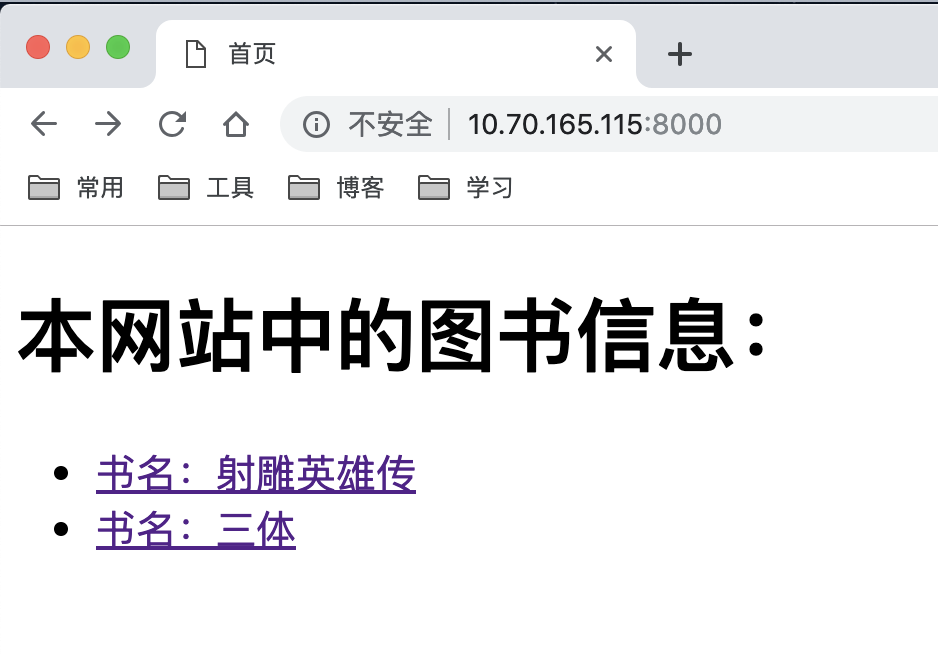 首页
不安全 10.70.165.115:8000
常用 工具 博客 学习
本网站中的图书信息：
书名：射雕英雄传
书名：三体